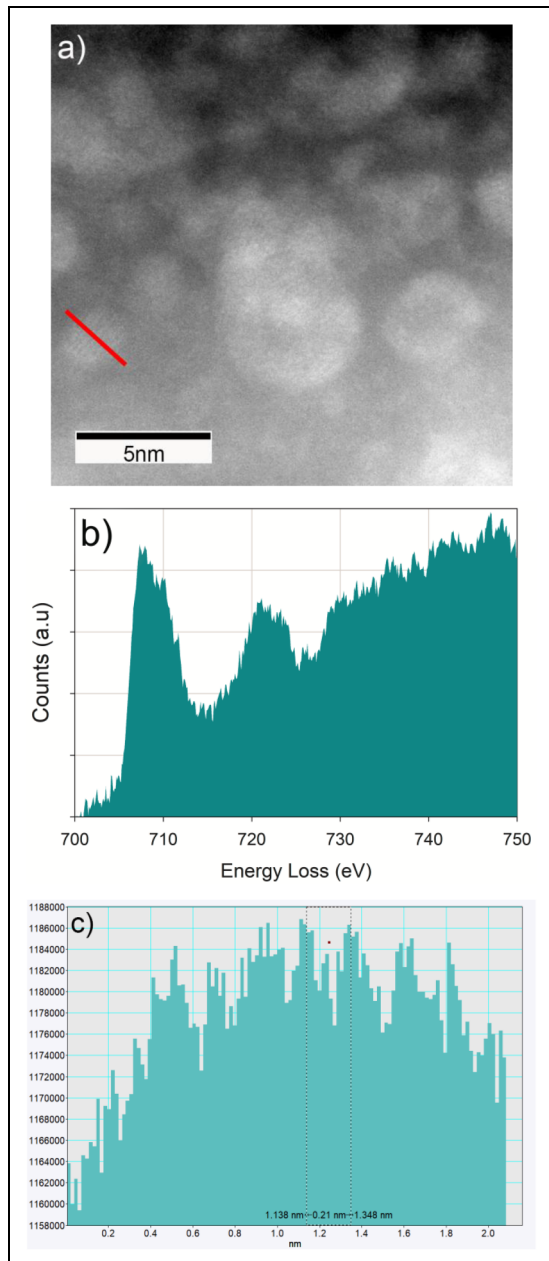 a)
5nm
b)
Counts (a.u)
700 710 720 730 740 750
Energy Loss (eV)
c)
1188000
1186000
1184000
1182000
1180000
1178000
1176000
1174000
1172000
1170000
1168000
1166000
1164000
1162000
1160000
1158000
1.138 nm 0.21 nm 1.348 nm
0.2 0.4 0.6 0.8 1.0 1.2 1.4 1.6 1.8 2.0
nm